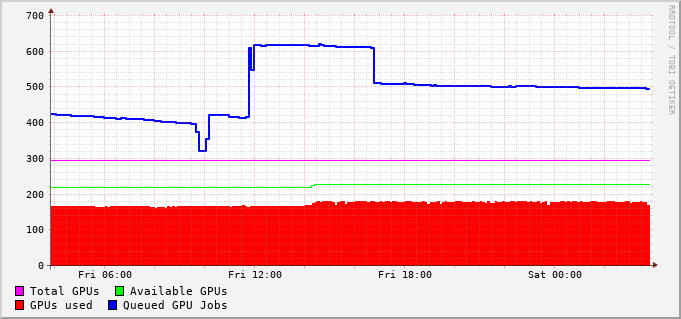 700
600
500
400
300
200
100
0
Fri 06:00 Fri 12:00 Fri 18:00 Sat 00:00
Total GPUs Available GPUs
GPUs used Queued GPU Jobs
RRDTOOL / TOBI OETIKER